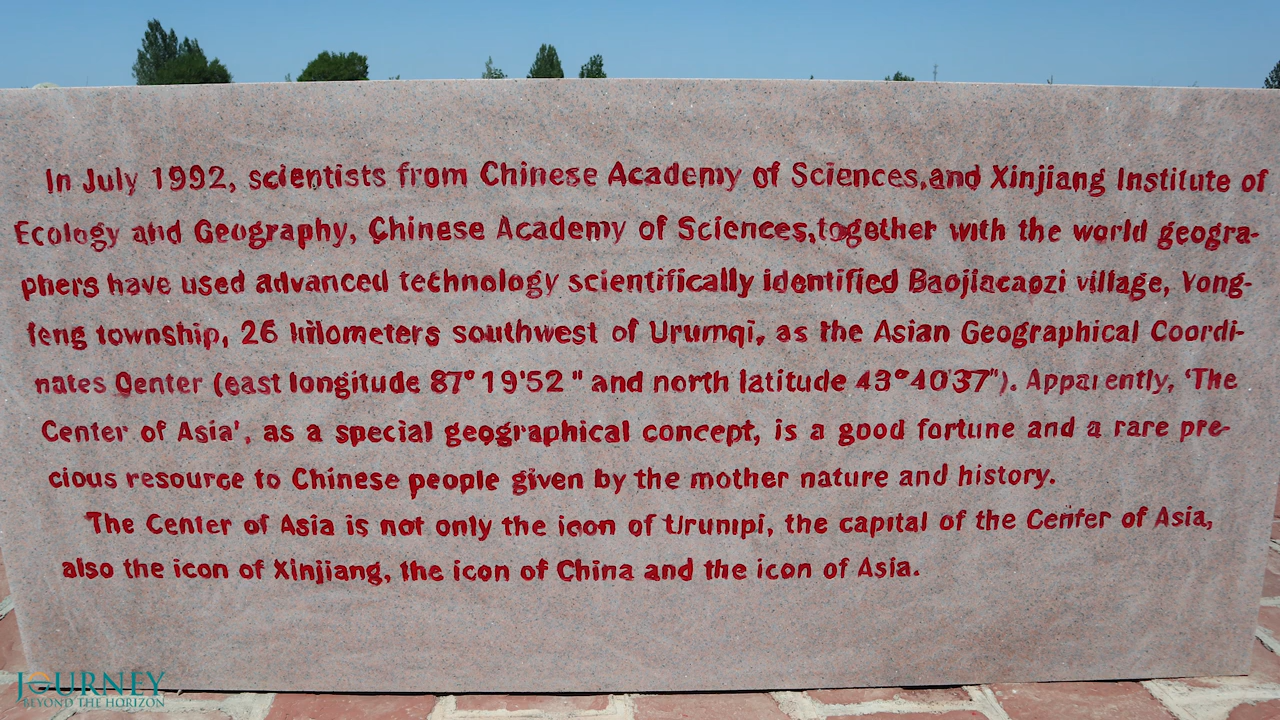 In July 1992, scientists from Chinese Academy of Sciences,and Xinjiang Institute of
Ecology and Geography, Chinese Academy of Sciences,together with the world geogra-
phers have used advanced technology scientifically identified Baojiacaozi village, Yong-
feng township, 26 kilometers southwest of Urumqi, as the Asian Geographical Coordi-
nates Center (east longitude 87°19'52" and north latitude 43°40'37"). Apparently, 'The
Center of Asia', as a special geographical concept, is a good fortune and a rare pre-
cious resource to Chinese people given by the mother nature and history.
The Center of Asia is not only the icon of Urumpi, the capital of the Center of Asia,
also the icon of Xinjiang, the icon of China and the icon of Asia.
JOURNEY
BEYOND THE HORIZON